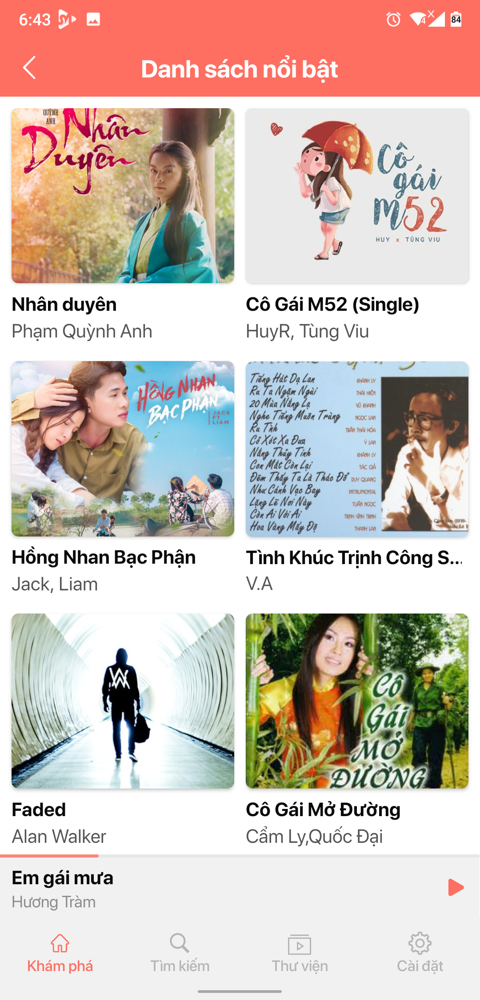 6:43
4
X
84
Danh sách nổi bật
QUỲNH
ANH
Nhân
Duyên
Cô
gái
M52
HUY x TÙNG VIU
Nhân duyên
Phạm Quỳnh Anh
Cô Gái M52 (Single)
HuyR, Tùng Viu
HỒNG NHAN
BẠC PHẬN
JACK
FT
LIAM
Tiếng Hát Dạ Lan KHÁNH LY
Ru Ta Ngậm Ngùi THÁI HIỀN
20 Mùa Nắng Lạ VŨ KHANH
Nghe Tiếng Muôn Trùng NGỌC LAN
Ru Tình TRẦN THÁI HÒA
Cỏ Xót Xa Đưa Ý LAN
Nắng Thủy Tinh KHÁNH LY
Con Mắt Còn Lại TÁC GIẢ
Đêm Thấy Ta Là Thác Đổ DUY QUANG
Như Cánh Vạc Bay INSTRUMENTAL
Lặng Lẽ Nơi Này TUẤN NGỌC
Còn Ai Với Ai TRỊNH VĨNH TRINH
Hoa Vàng Mấy Độ THANH LAN
Công Sơn (1939-
Hồng Nhan Bạc Phận
Jack, Liam
Tình Khúc Trịnh Công S...
V.A
Cô
Gái
MỞ
ĐƯỜNG
Faded
Alan Walker
Cô Gái Mở Đường
Cẩm Ly,Quốc Đại
Em gái mưa
Hương Tràm
Khám phá
Tìm kiếm
Thư viện
Cài đặt